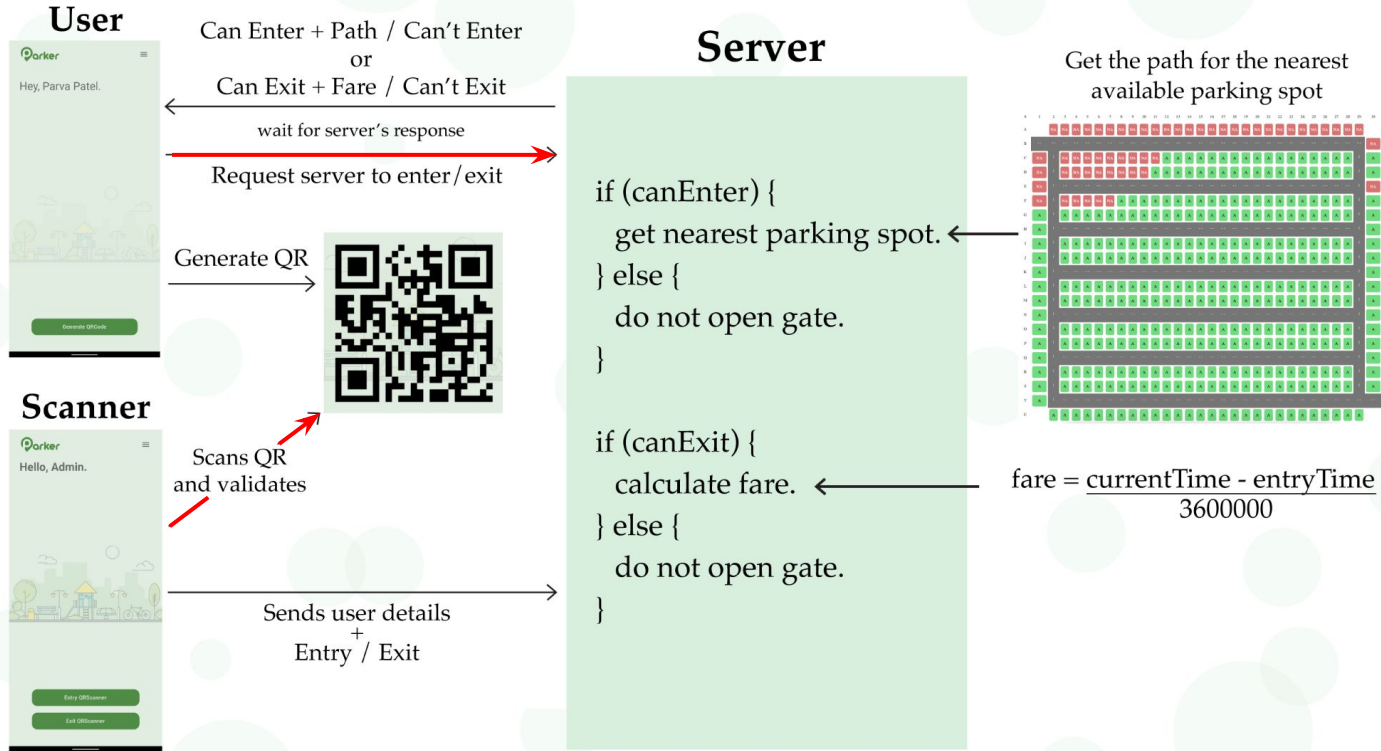 User
Parker
Hey, Parva Patel.
Generate QRCode
Can Enter + Path / Can't Enter
or
Can Exit + Fare / Can't Exit
wait for server's response
Request server to enter/exit
Generate QR
Scanner
Parker
Hello, Admin.
Entry QRScanner
Exit QRScanner
Scans QR
and validates
Sends user details
+
Entry / Exit
Server
if (canEnter) {
get nearest parking spot.
} else {
do not open gate.
}
if (canExit) {
calculate fare.
} else {
do not open gate.
}
Get the path for the nearest
available parking spot
fare = currentTime - entryTime
3600000